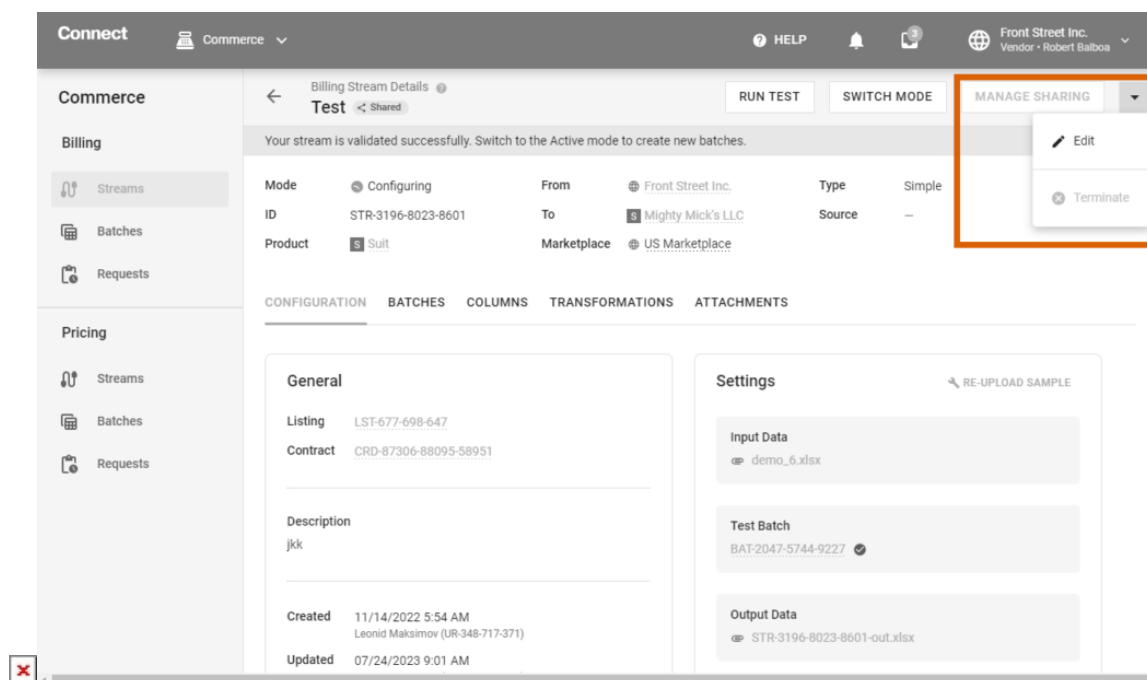 Connect
Commerce
HELP
3
Front Street Inc.
Vendor • Robert Balboa
Commerce
Billing
Streams
Batches
Requests
Pricing
Streams
Batches
Requests
Billing Stream Details
Test Shared
RUN TEST SWITCH MODE MANAGE SHARING
Edit
Terminate
Your stream is validated successfully. Switch to the Active mode to create new batches.
Mode Configuring From Front Street Inc. Type Simple
ID STR-3196-8023-8601 To S Mighty Mick's LLC Source —
Product S Suit Marketplace US Marketplace
CONFIGURATION BATCHES COLUMNS TRANSFORMATIONS ATTACHMENTS
General
Listing LST-677-698-647
Contract CRD-87306-88095-58951
Description
jkk
Created 11/14/2022 5:54 AM
Leonid Maksimov (UR-348-717-371)
Updated 07/24/2023 9:01 AM
Settings RE-UPLOAD SAMPLE
Input Data
demo_6.xlsx
Test Batch
BAT-2047-5744-9227
Output Data
STR-3196-8023-8601-out.xlsx